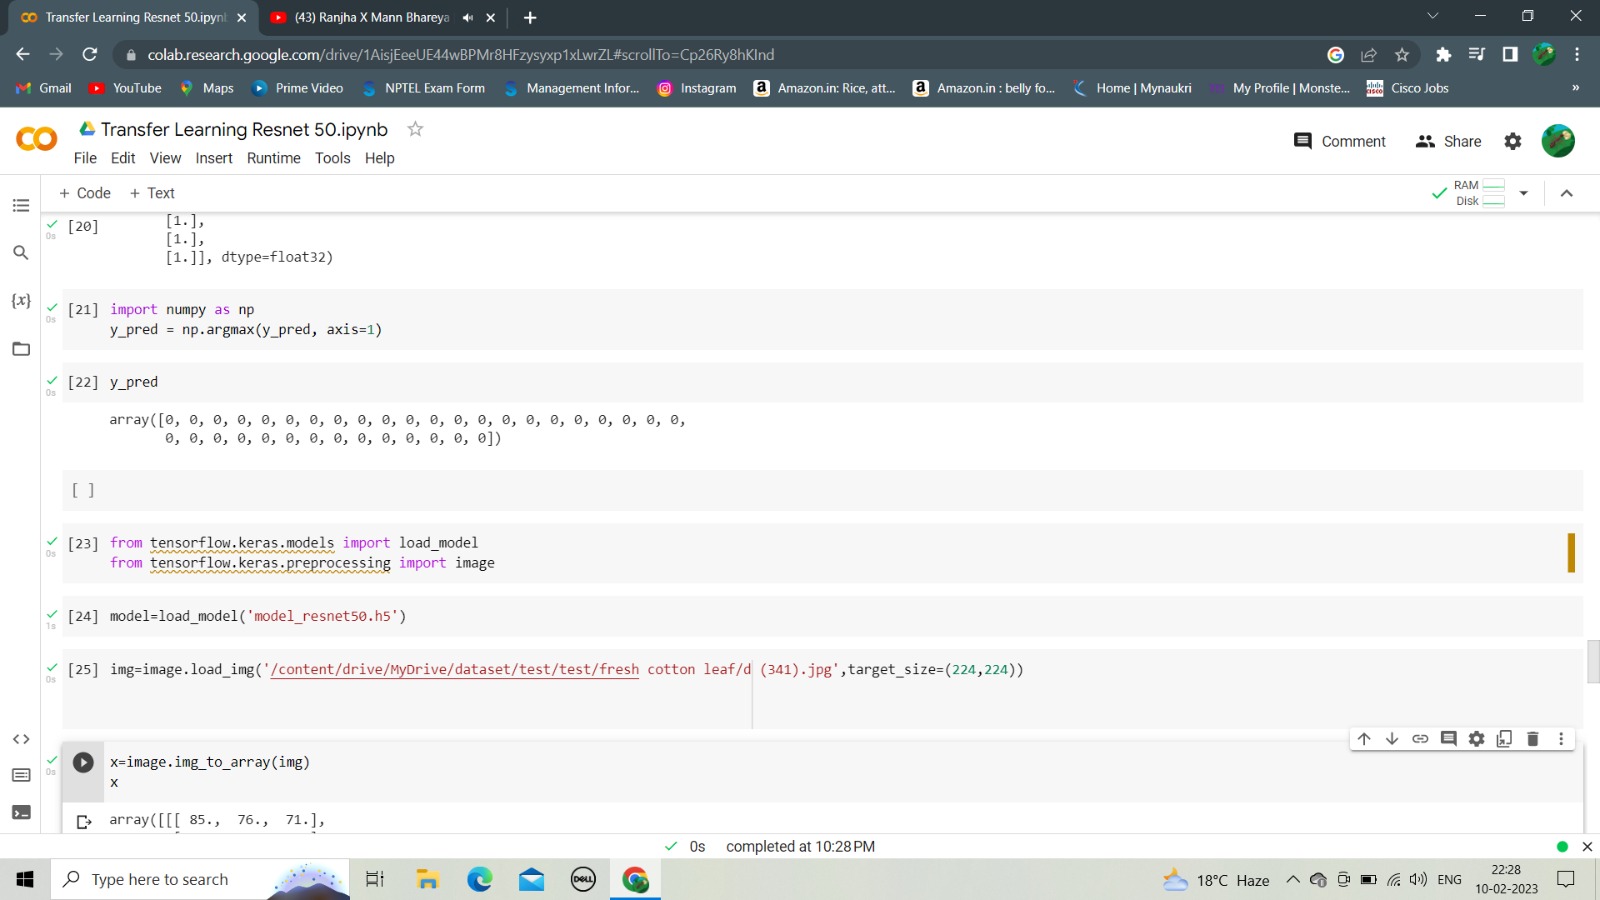 Transfer Learning Resnet 50.ipynb
(43) Ranjha X Mann Bhareya
colab.research.google.com/drive/1AisjEeeUE44wBPMr8HFzysyxp1xLwrZL#scrollTo=Cp26Ry8hKInd
Gmail YouTube Maps Prime Video NPTEL Exam Form Management Infor... Instagram Amazon.in: Rice, att... Amazon.in : belly fo... Home | Mynaukri My Profile | Monste... Cisco Jobs »
Transfer Learning Resnet 50.ipynb
Comment Share
File Edit View Insert Runtime Tools Help
+ Code + Text
RAM
Disk
[20] [1.],
0s
[1.],
[1.]], dtype=float32)
[21] import numpy as np
0s
y_pred = np.argmax(y_pred, axis=1)
[22] y_pred
0s
array([0, 0, 0, 0, 0, 0, 0, 0, 0, 0, 0, 0, 0, 0, 0, 0, 0, 0, 0, 0, 0, 0,
0, 0, 0, 0, 0, 0, 0, 0, 0, 0, 0, 0, 0, 0])
[ ]
[23] from tensorflow.keras.models import load_model
0s
from tensorflow.keras.preprocessing import image
[24] model=load_model('model_resnet50.h5')
1s
[25] img=image.load_img('/content/drive/MyDrive/dataset/test/test/fresh cotton leaf/d (341).jpg',target_size=(224,224))
0s
x=image.img_to_array(img)
0s
x
array([[[ 85., 76., 71.],
0s completed at 10:28 PM
Type here to search
DELL
18°C Haze
ENG
22:28
10-02-2023